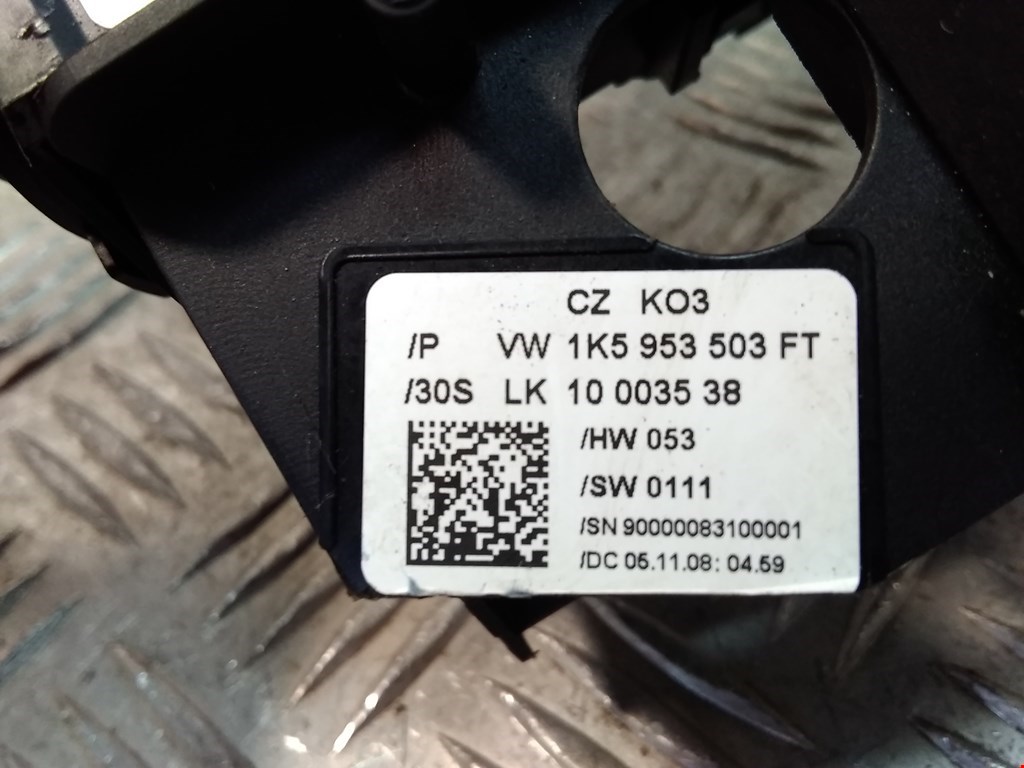 CZ KO3
/P VW 1K5 953 503 FT
/30S LK 10 0035 38
/HW 053
/SW 0111
/SN 90000083100001
/DC 05.11.08: 04.59